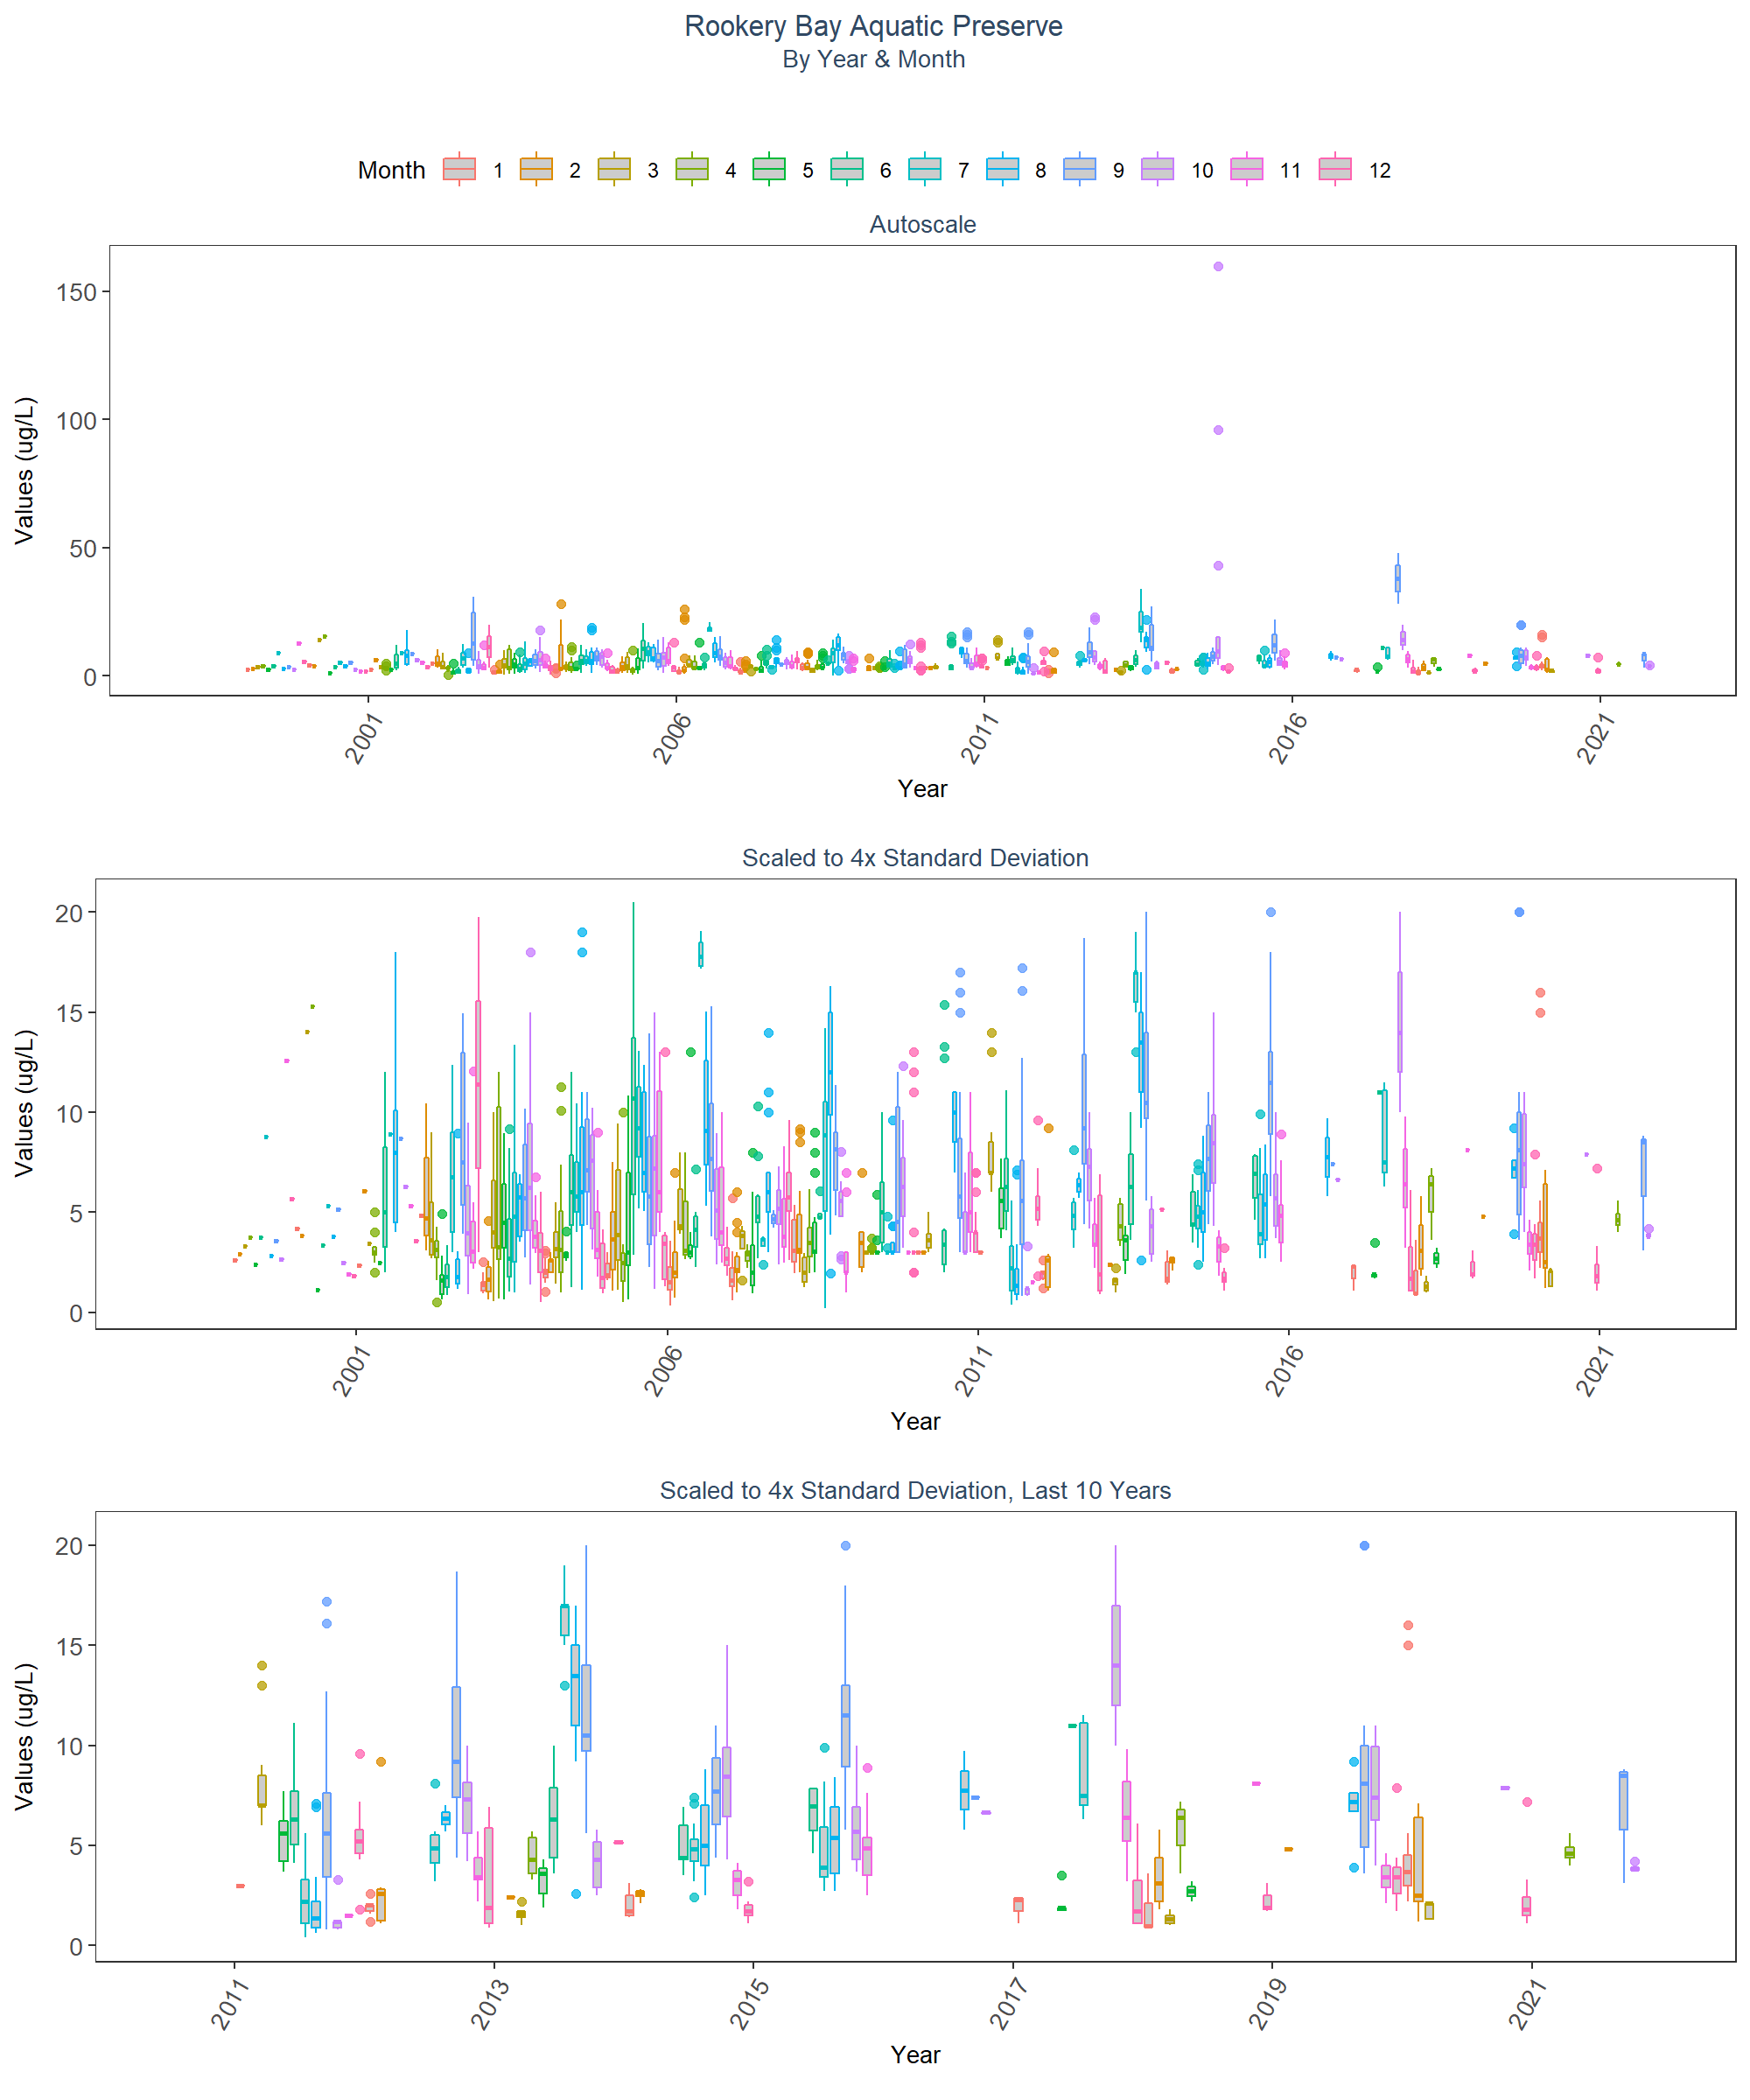 Rookery Bay Aquatic Preserve
By Year & Month
Month 1 2 3 4 5 6 7 8 9 10 11 12
Autoscale
Values (ug/L)
150
100
50
0
2001 2006 2011 2016 2021
Year
Scaled to 4x Standard Deviation
Values (ug/L)
20
15
10
5
0
2001 2006 2011 2016 2021
Year
Scaled to 4x Standard Deviation, Last 10 Years
Values (ug/L)
20
15
10
5
0
2011 2013 2015 2017 2019 2021
Year